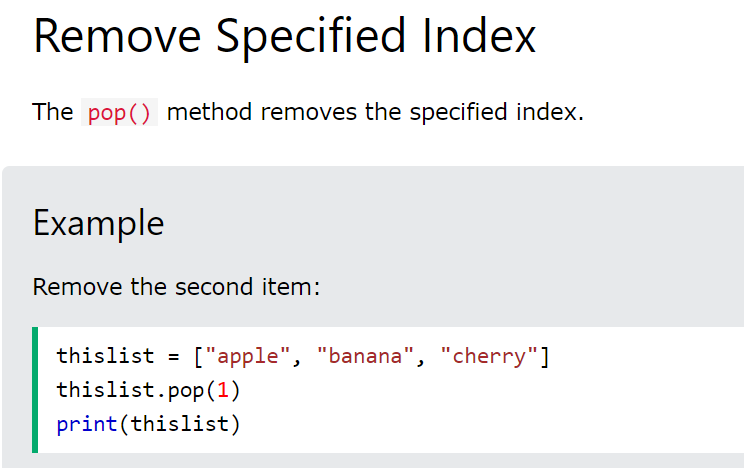 Remove Specified Index
The pop() method removes the specified index.
Example
Remove the second item:
thislist = ["apple", "banana", "cherry"]
thislist.pop(1)
print(thislist)